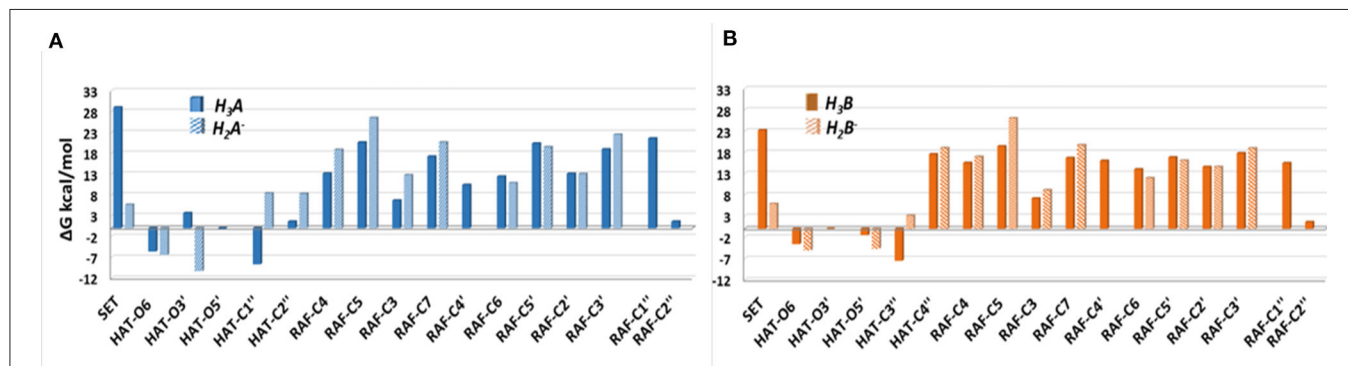 A
33
28
23
18
13
8
3
-2
-7
-12
ΔG kcal/mol
H3A
H2A-
SET
HAT-O6
HAT-O3'
HAT-O5'
HAT-C1''
HAT-C2''
RAF-C4
RAF-C5
RAF-C3
RAF-C7
RAF-C4'
RAF-C6
RAF-C5'
RAF-C2'
RAF-C3'
RAF-C1''
RAF-C2''
B
33
28
23
18
13
8
3
-2
-7
-12
H3B
H2B-
SET
HAT-O6
HAT-O3'
HAT-O5'
HAT-C3''
HAT-C4''
RAF-C4
RAF-C5
RAF-C3
RAF-C7
RAF-C4'
RAF-C6
RAF-C5'
RAF-C2'
RAF-C3'
RAF-C1''
RAF-C2''